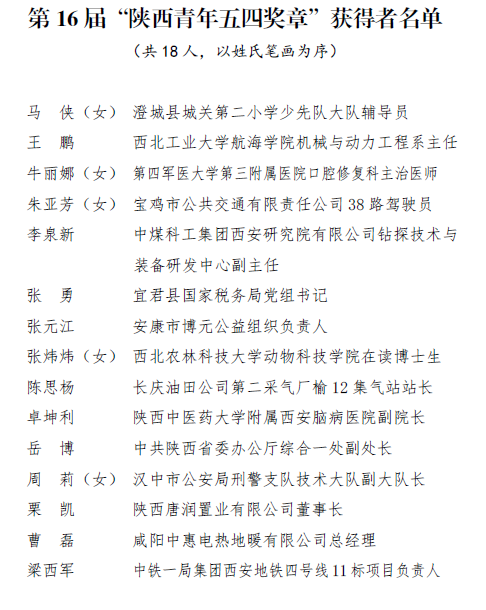 第16届“陕西青年五四奖章”获得者名单
(共18人，以姓氏笔画为序)
马　侠(女) 澄城县城关第二小学少先队大队辅导员
王　鹏 西北工业大学航海学院机械与动力工程系主任
牛丽娜(女) 第四军医大学第三附属医院口腔修复科主治医师
朱亚芳(女) 宝鸡市公共交通有限责任公司38路驾驶员
李泉新 中煤科工集团西安研究院有限公司钻探技术与
装备研发中心副主任
张　勇 宜君县国家税务局党组书记
张元江 安康市博元公益组织负责人
张炜炜(女) 西北农林科技大学动物科技学院在读博士生
陈思杨 长庆油田公司第二采气厂榆12集气站站长
卓坤利 陕西中医药大学附属西安脑病医院副院长
岳　博 中共陕西省委办公厅综合一处副处长
周　莉(女) 汉中市公安局刑警支队技术大队副大队长
栗　凯 陕西唐润置业有限公司董事长
曹　磊 咸阳中惠电热地暖有限公司总经理
梁西军 中铁一局集团西安地铁四号线11标项目负责人